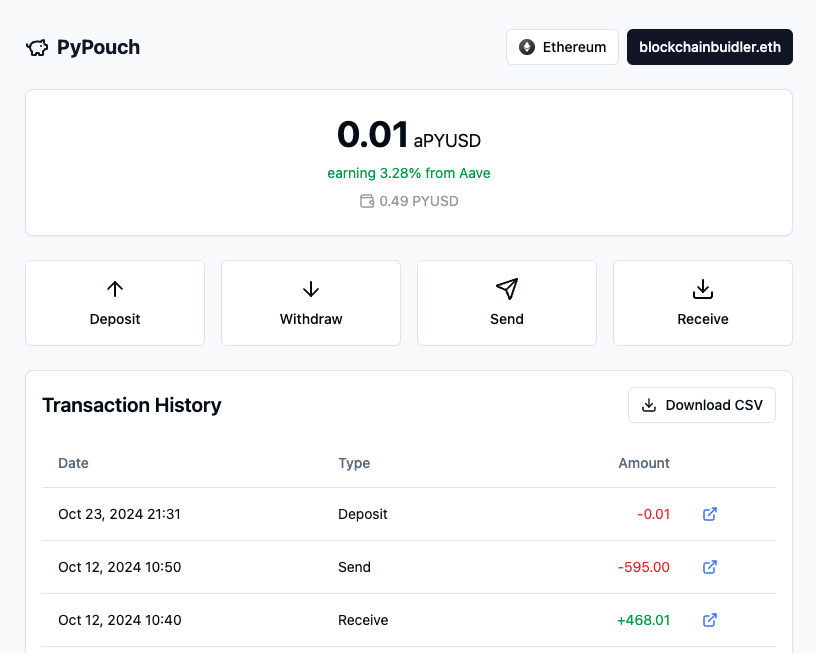 PyPouch
Ethereum
blockchainbuidler.eth
0.01 aPYUSD
earning 3.28% from Aave
0.49 PYUSD
Deposit
Withdraw
Send
Receive
Transaction History
Download CSV
Date Type Amount
Oct 23, 2024 21:31 Deposit -0.01
Oct 12, 2024 10:50 Send -595.00
Oct 12, 2024 10:40 Receive +468.01